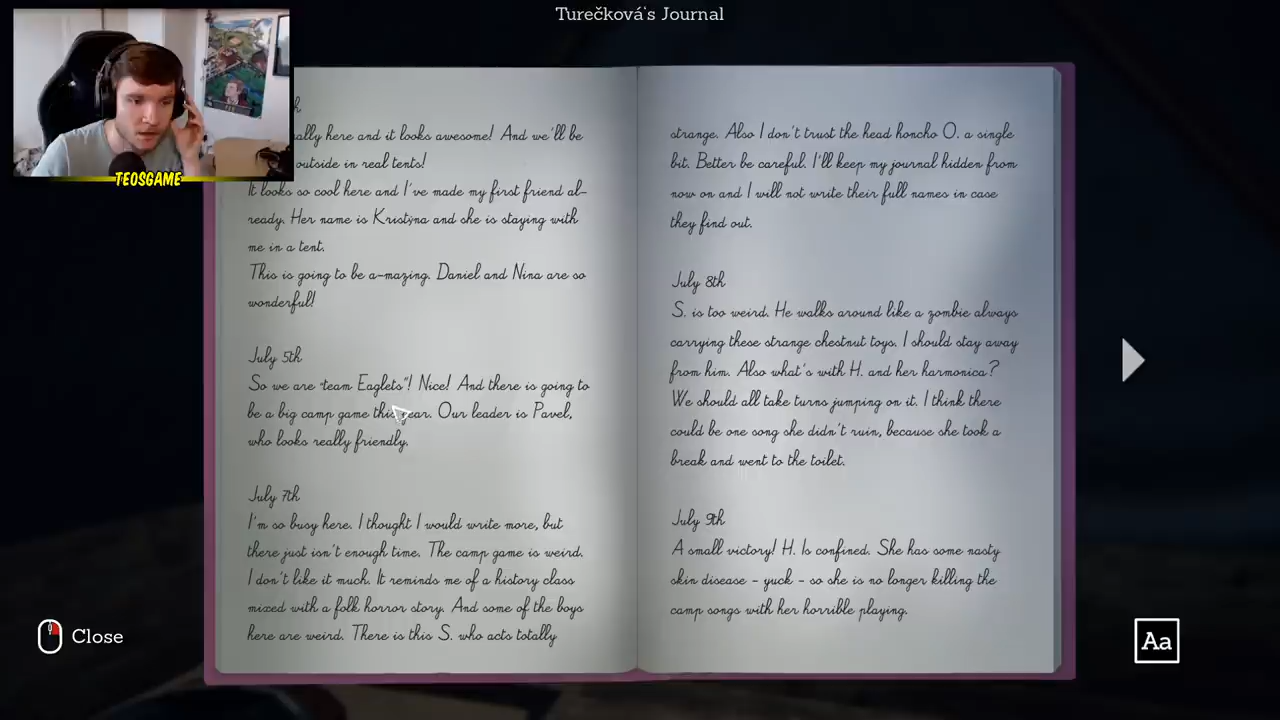 Turečková's Journal
TEOSGAME
ally here and it looks awesome! And we'll be
outside in real tents!
It looks so cool here and I've made my first friend al-
ready. Her name is Kristýna and she is staying with
me in a tent.
This is going to be a-mazing. Daniel and Nina are so
wonderful!
July 5th
So we are "team Eaglets"! Nice! And there is going to
be a big camp game this year. Our leader is Pavel,
who looks really friendly.
July 7th
I'm so busy here. I thought I would write more, but
there just isn't enough time. The camp game is weird.
I don't like it much. It reminds me of a history class
mixed with a folk horror story. And some of the boys
here are weird. There is this S. who acts totally
strange. Also I don't trust the head honcho O. a single
bit. Better be careful. I'll keep my journal hidden from
now on and I will not write their full names in case
they find out.
July 8th
S. is too weird. He walks around like a zombie always
carrying these strange chestnut toys. I should stay away
from him. Also what's with H. and her harmonica?
We should all take turns jumping on it. I think there
could be one song she didn't ruin, because she took a
break and went to the toilet.
July 9th
A small victory! H. Is confined. She has some nasty
skin disease - yuck - so she is no longer killing the
camp songs with her horrible playing.
Close
Aa